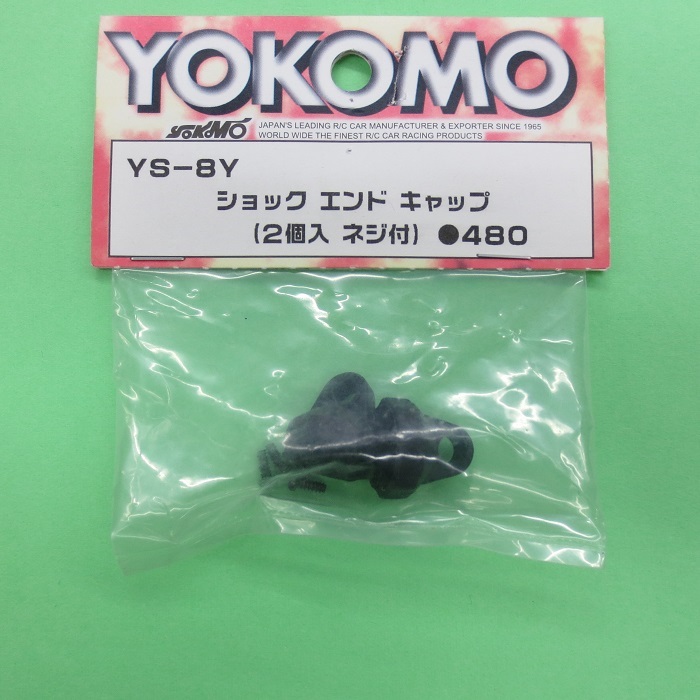 YOKOMO
YOKOMO JAPAN'S LEADING R/C CAR MANUFACTURER & EXPORTER SINCE 1965
WORLD WIDE THE FINEST R/C CAR RACING PRODUCTS
YS-8Y
ショック エンド キャップ
(2個入 ネジ付) ●480